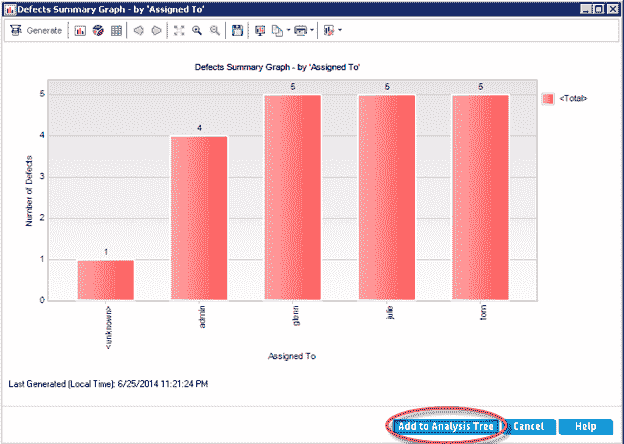 Defects Summary Graph - by 'Assigned To'
Generate
Defects Summary Graph - by 'Assigned To'
Number of Defects
5
4
3
2
1
0
1
4
5
5
5
<Total>
<unknown>
admin
glenn
julie
tom
Assigned To
Last Generated (Local Time): 6/25/2014 11:21:24 PM
Add to Analysis Tree
Cancel
Help